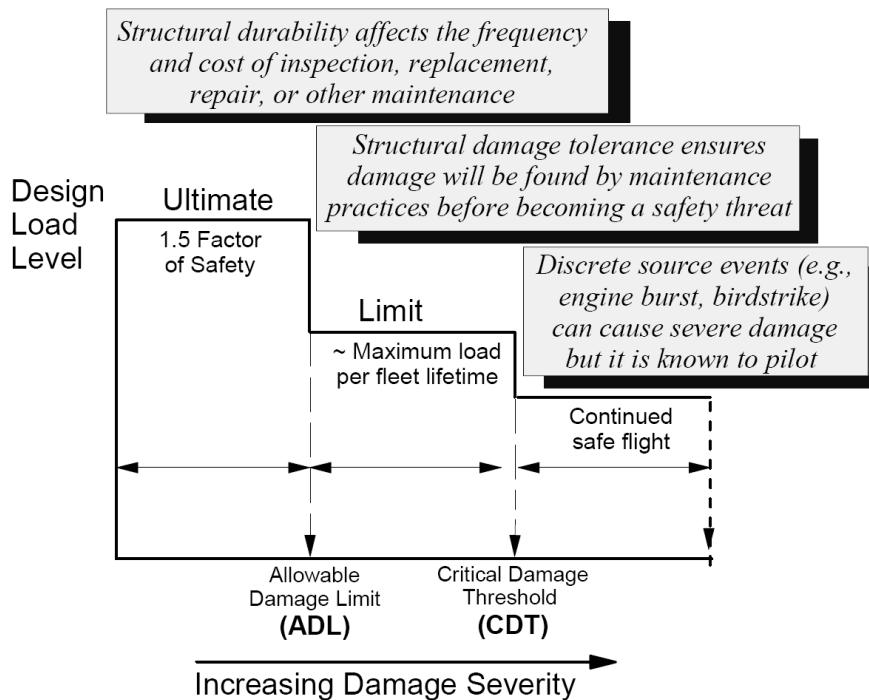 Structural durability affects the frequency
and cost of inspection, replacement,
repair, or other maintenance
Structural damage tolerance ensures
damage will be found by maintenance
practices before becoming a safety threat
Discrete source events (e.g.,
engine burst, birdstrike)
can cause severe damage
but it is known to pilot
Design
Load
Level
Ultimate
1.5 Factor
of Safety
Limit
~ Maximum load
per fleet lifetime
Continued
safe flight
Allowable
Damage Limit
(ADL)
Critical Damage
Threshold
(CDT)
Increasing Damage Severity